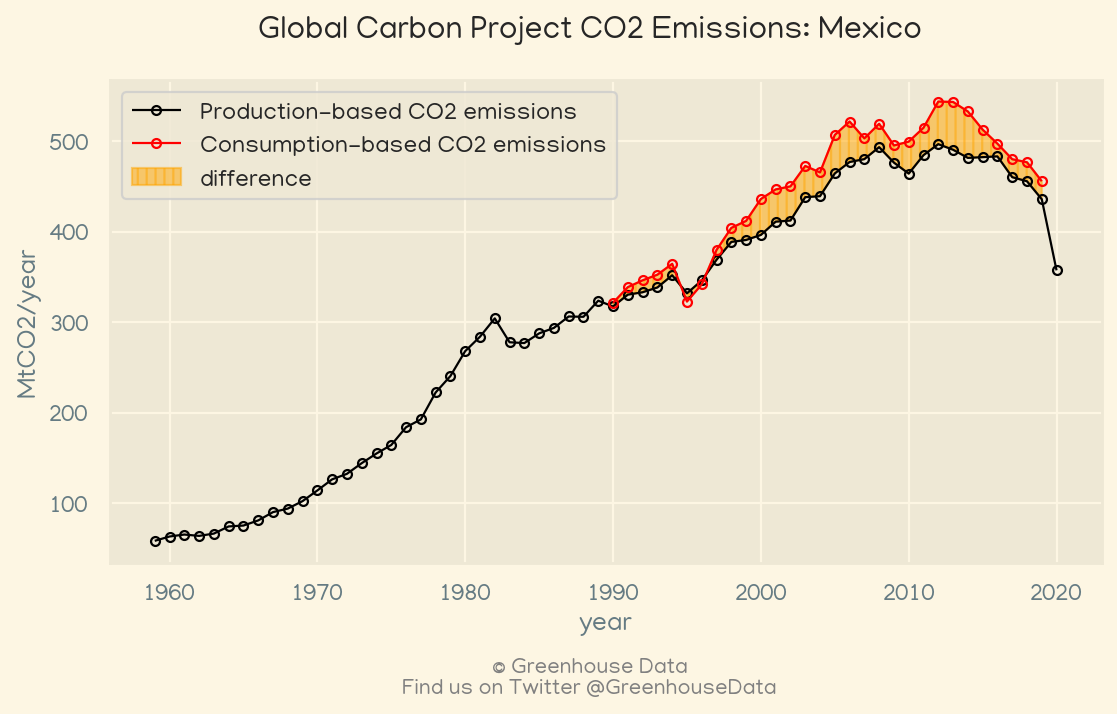 Global Carbon Project CO2 Emissions: Mexico
Production-based CO2 emissions
Consumption-based CO2 emissions
difference
MtCO2/year
500
400
300
200
100
1960 1970 1980 1990 2000 2010 2020
year
© Greenhouse Data
Find us on Twitter @GreenhouseData